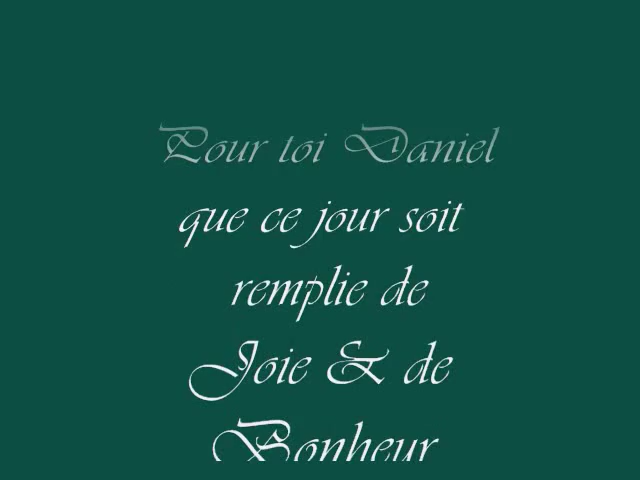 Pour toi Daniel
que ce jour soit
remplie de
Joie & de
Bonheur